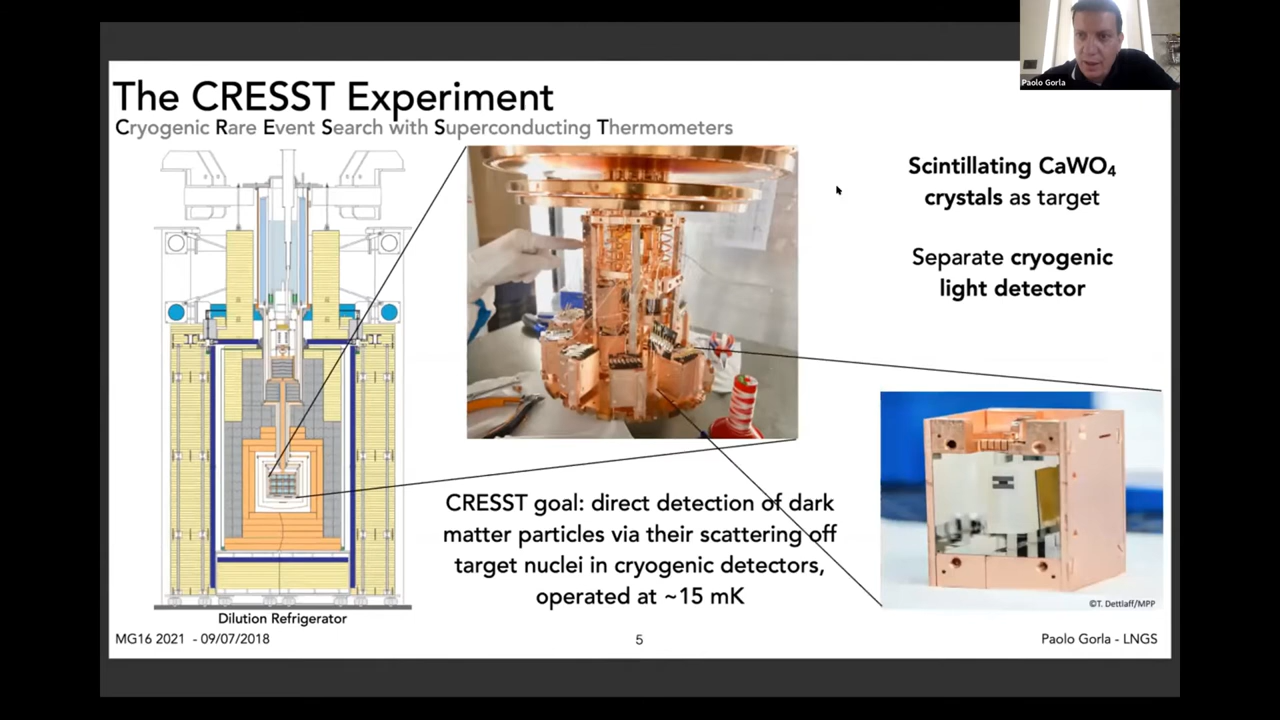 Paolo Gorla
The CRESST Experiment
Cryogenic Rare Event Search with Superconducting Thermometers
Scintillating CaWO₄
crystals as target
Separate cryogenic
light detector
CRESST goal: direct detection of dark
matter particles via their scattering off
target nuclei in cryogenic detectors,
operated at ~15 mK
©T. Dettlaff/MPP
Dilution Refrigerator
MG16 2021 - 09/07/2018
5
Paolo Gorla - LNGS